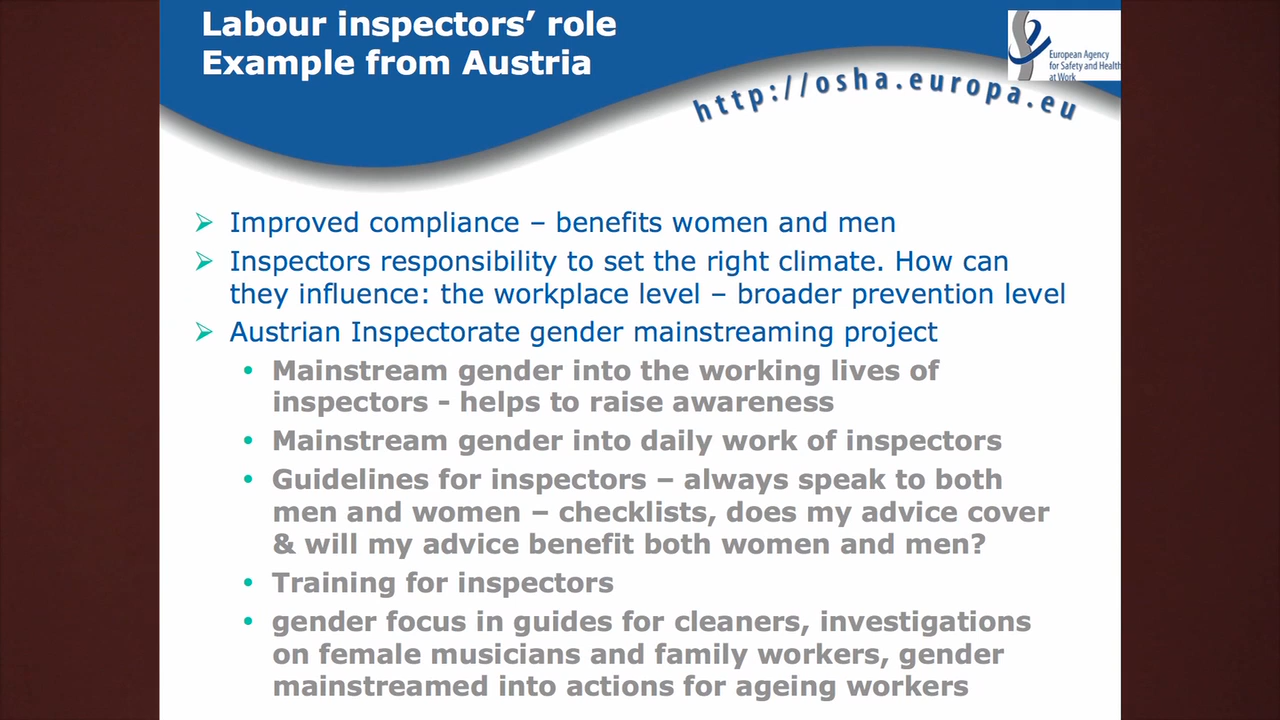 Labour inspectors’ role
Example from Austria
European Agency
for Safety and Health
at Work
http://osha.europa.eu
Improved compliance – benefits women and men
Inspectors responsibility to set the right climate. How can
they influence: the workplace level – broader prevention level
Austrian Inspectorate gender mainstreaming project
Mainstream gender into the working lives of
inspectors - helps to raise awareness
Mainstream gender into daily work of inspectors
Guidelines for inspectors – always speak to both
men and women – checklists, does my advice cover
& will my advice benefit both women and men?
Training for inspectors
gender focus in guides for cleaners, investigations
on female musicians and family workers, gender
mainstreamed into actions for ageing workers